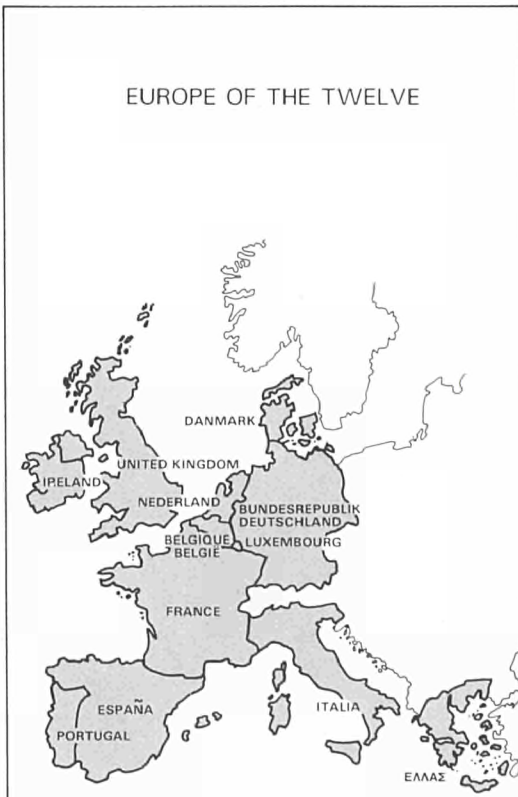 EUROPE OF THE TWELVE
DANMARK
UNITED KINGDOM
IRELAND
NEDERLAND
BUNDESREPUBLIK
DEUTSCHLAND
BELGIQUE
BELGIË
LUXEMBOURG
FRANCE
ESPAÑA
PORTUGAL
ITALIA
ΕΛΛΑΣ